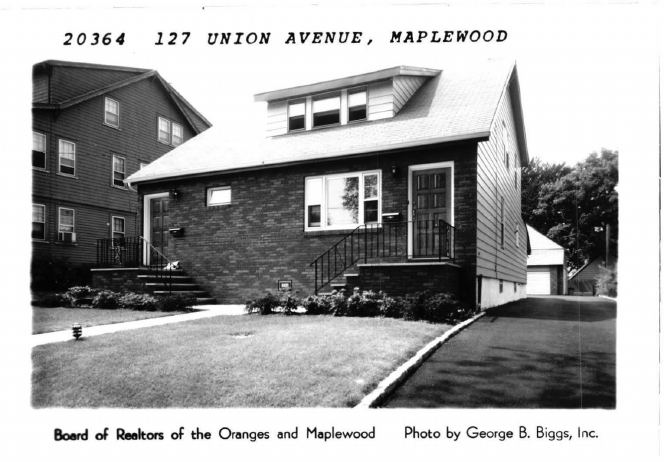 20364 127 UNION AVENUE, MAPLEWOOD
Board of Realtors of the Oranges and Maplewood Photo by George B. Biggs, Inc.